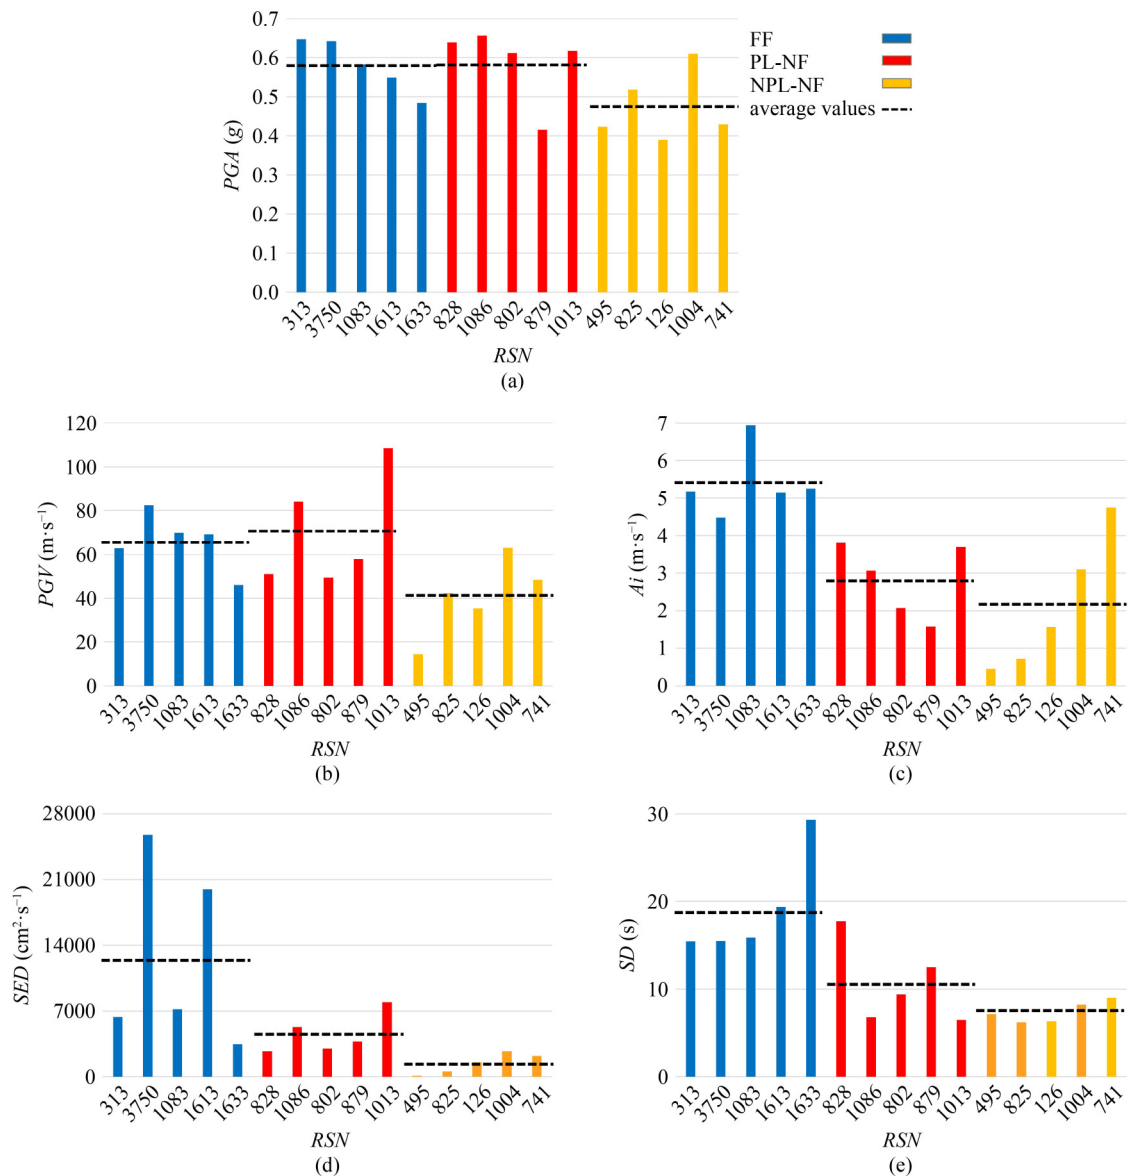 0.7
0.6
0.5
0.4
0.3
0.2
0.1
0.0
PGA (g)
313 3750 1083 1613 1633 828 1086 802 879 1013 495 825 126 1004 741
RSN
(a)
FF
PL-NF
NPL-NF
average values
120
100
80
60
40
20
0
PGV (m·s⁻¹)
313 3750 1083 1613 1633 828 1086 802 879 1013 495 825 126 1004 741
RSN
(b)
7
6
5
4
3
2
1
0
Ai (m·s⁻¹)
313 3750 1083 1613 1633 828 1086 802 879 1013 495 825 126 1004 741
RSN
(c)
28000
21000
14000
7000
0
SED (cm²·s⁻¹)
313 3750 1083 1613 1633 828 1086 802 879 1013 495 825 126 1004 741
RSN
(d)
30
20
10
0
SD (s)
313 3750 1083 1613 1633 828 1086 802 879 1013 495 825 126 1004 741
RSN
(e)